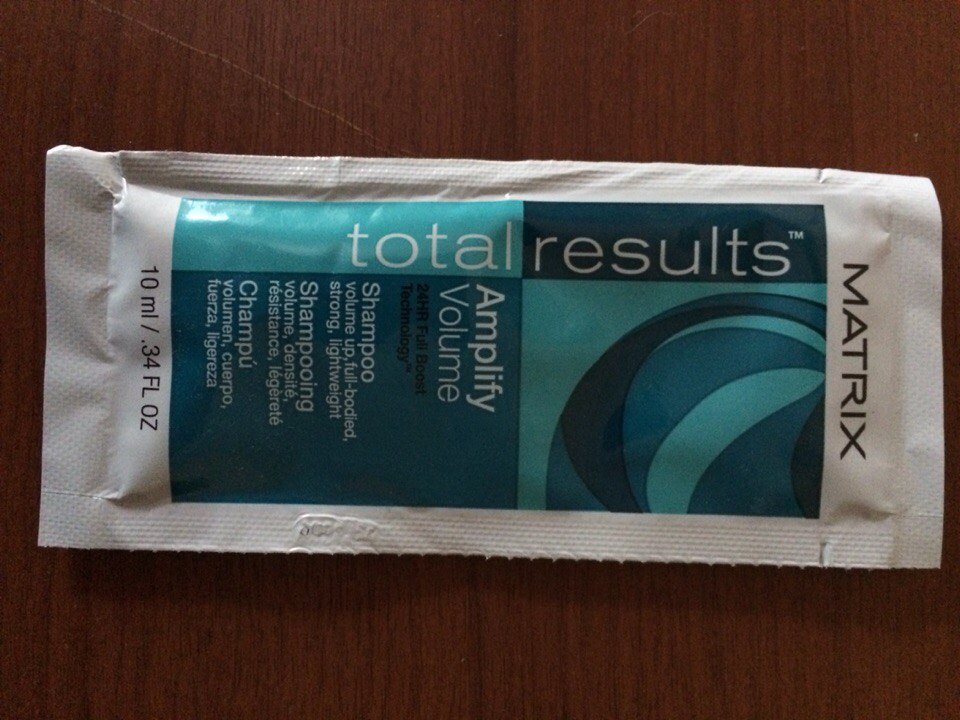 MATRIX
total results™
Amplify
Volume
24HR Full Boost
Technology™
Shampoo
volume up, full-bodied,
strong, lightweight
Shampooing
volume, densité,
résistance, légèreté
Champú
volumen, cuerpo,
fuerza, ligereza
10 ml / .34 FL OZ